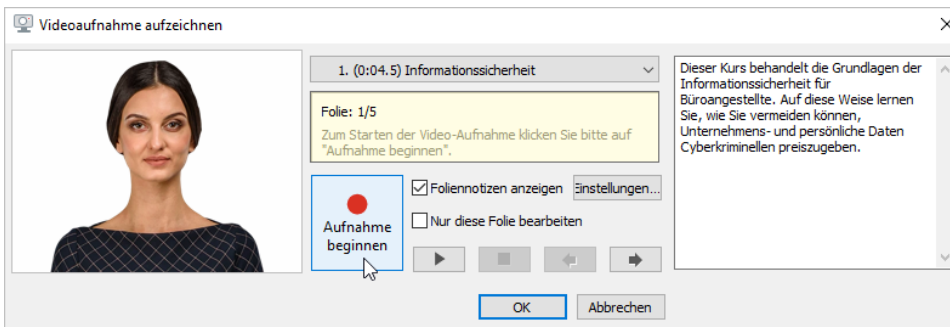 Videoaufnahme aufzeichnen
1. (0:04.5) Informationssicherheit
Folie: 1/5
Zum Starten der Video-Aufnahme klicken Sie bitte auf
"Aufnahme beginnen".
Aufnahme
beginnen
Foliennotizen anzeigen
Einstellungen...
Nur diese Folie bearbeiten
Dieser Kurs behandelt die Grundlagen der
Informationssicherheit für
Büroangestellte. Auf diese Weise lernen
Sie, wie Sie vermeiden können,
Unternehmens- und persönliche Daten
Cyberkriminellen preiszugeben.
OK
Abbrechen